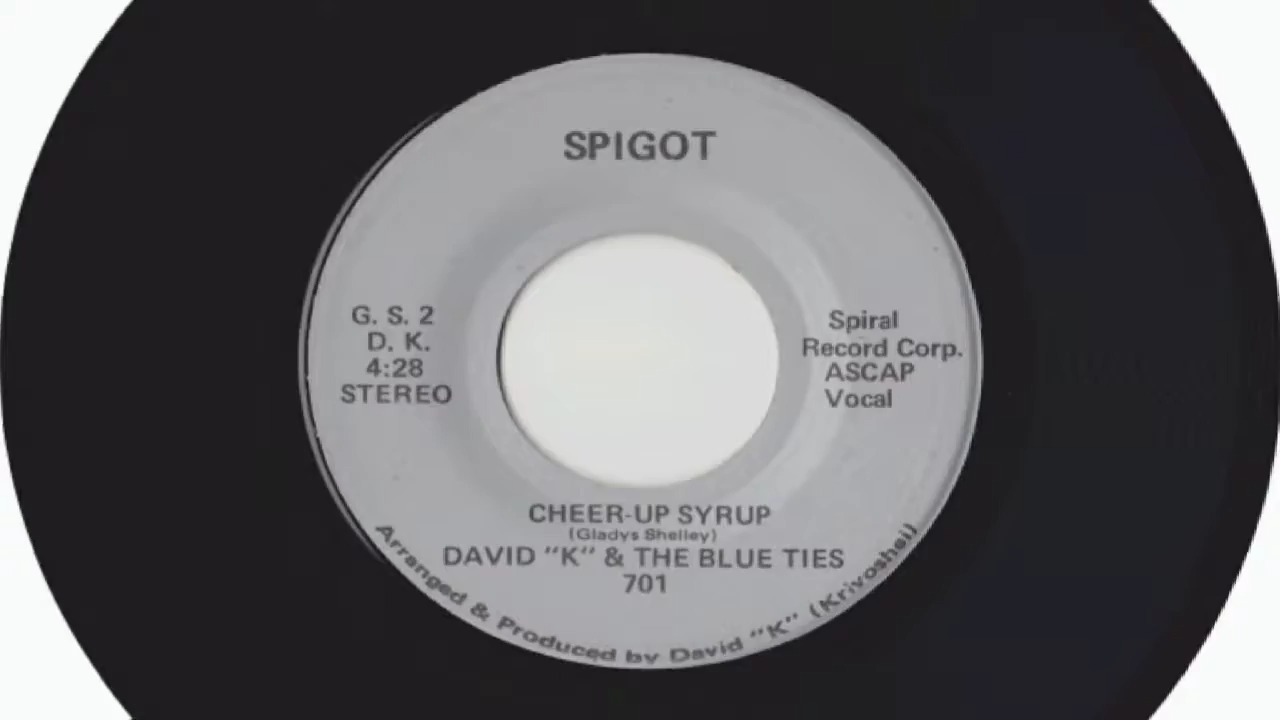 SPIGOT
G. S. 2
D. K.
4:28
STEREO
Spiral
Record Corp.
ASCAP
Vocal
CHEER-UP SYRUP
(Gladys Shelley)
DAVID "K" & THE BLUE TIES
701
Arranged & Produced by David "K" (Krivoshei)